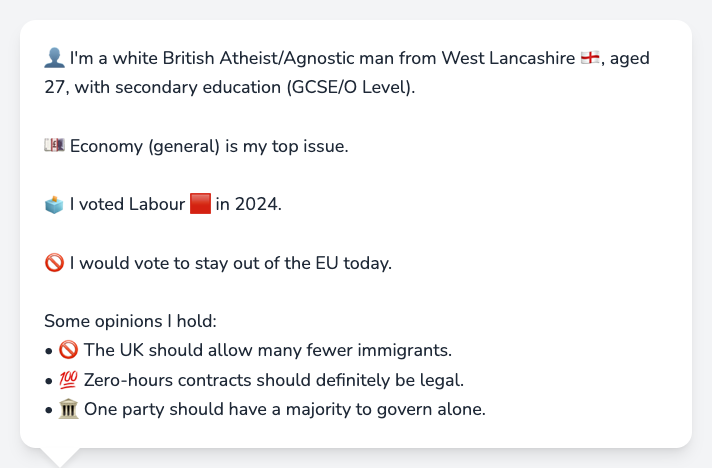 👤 I'm a white British Atheist/Agnostic man from West Lancashire 🏴󠁧󠁢󠁥󠁮󠁧󠁿, aged
27, with secondary education (GCSE/O Level).
💷 Economy (general) is my top issue.
🗳️ I voted Labour 🟥 in 2024.
🚫 I would vote to stay out of the EU today.
Some opinions I hold:
• 🚫 The UK should allow many fewer immigrants.
• 💯 Zero-hours contracts should definitely be legal.
• 🏛️ One party should have a majority to govern alone.